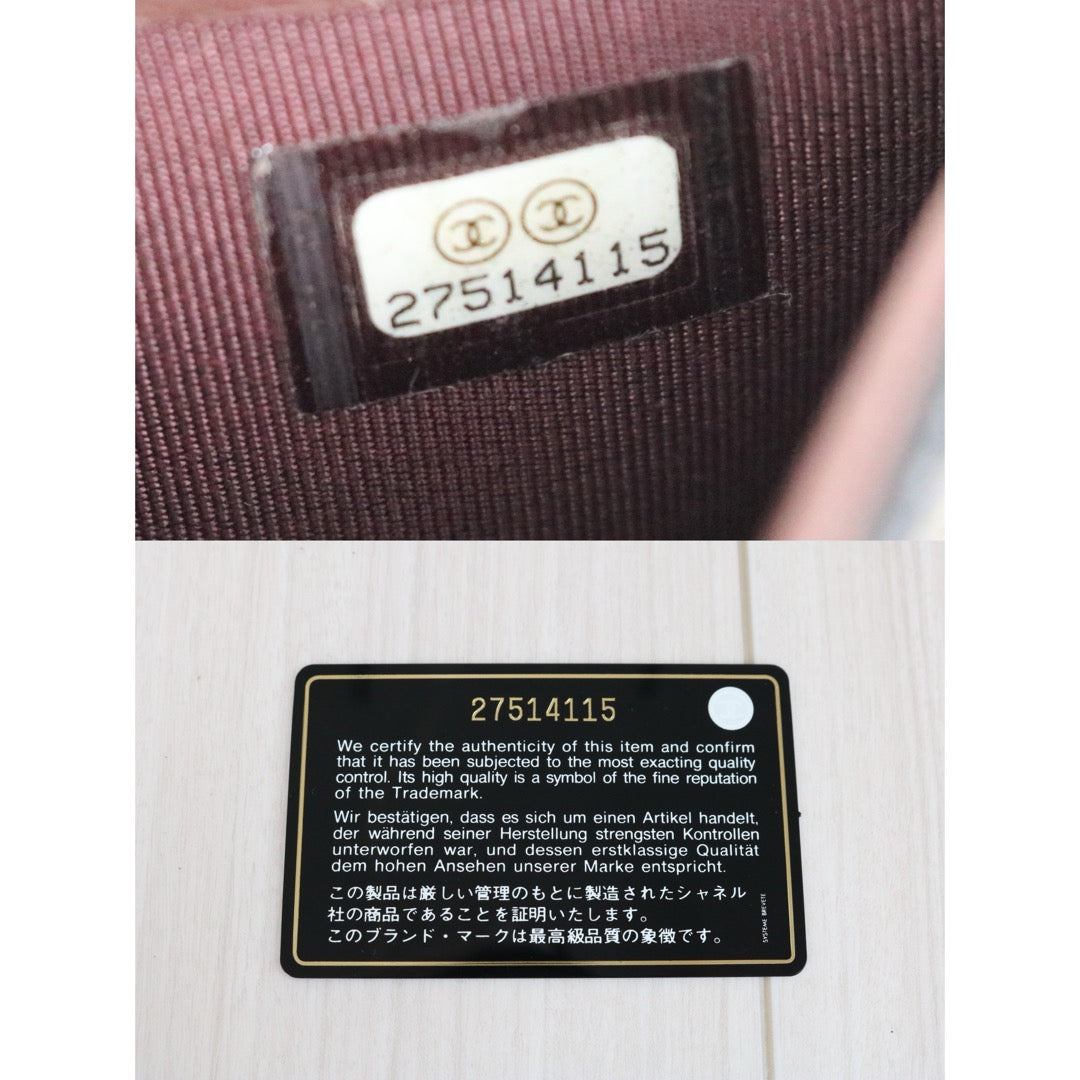 27514115
27514115
We certify the authenticity of this item and confirm
that it has been subjected to the most exacting quality
control. Its high quality is a symbol of the fine reputation
of the Trademark.
Wir bestätigen, dass es sich um einen Artikel handelt,
der während seiner Herstellung strengsten Kontrollen
unterworfen war, und dessen erstklassige Qualität
dem hohen Ansehen unserer Marke entspricht.
この製品は厳しい管理のもとに製造されたシャネル
社の商品であることを証明いたします。
このブランド・マークは最高級品質の象徴です。
SYSTEME BREVETE